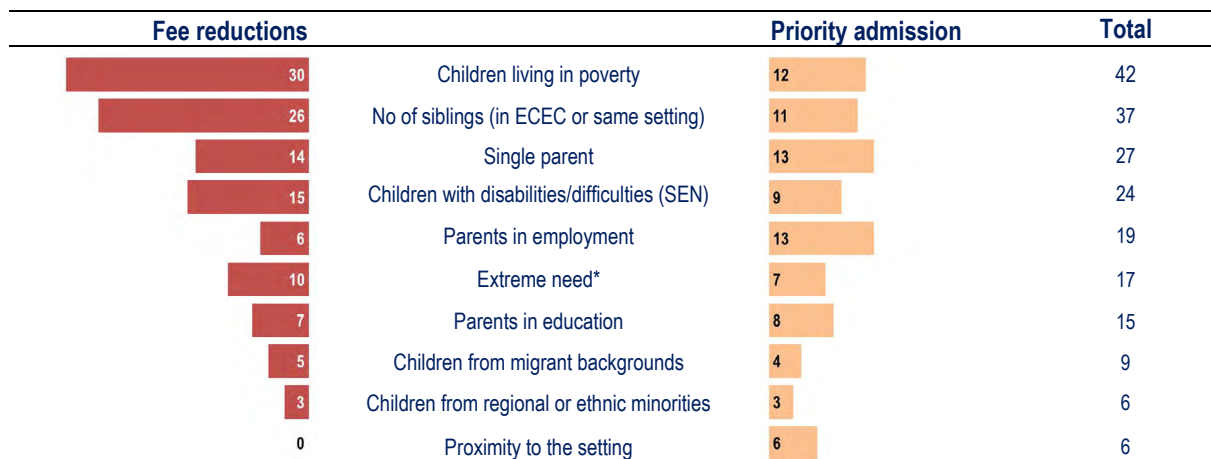 Fee reductions Priority admission Total
30 Children living in poverty 12 42
26 No of siblings (in ECEC or same setting) 11 37
14 Single parent 13 27
15 Children with disabilities/difficulties (SEN) 9 24
6 Parents in employment 13 19
10 Extreme need* 7 17
7 Parents in education 8 15
5 Children from migrant backgrounds 4 9
3 Children from regional or ethnic minorities 3 6
0 Proximity to the setting 6 6